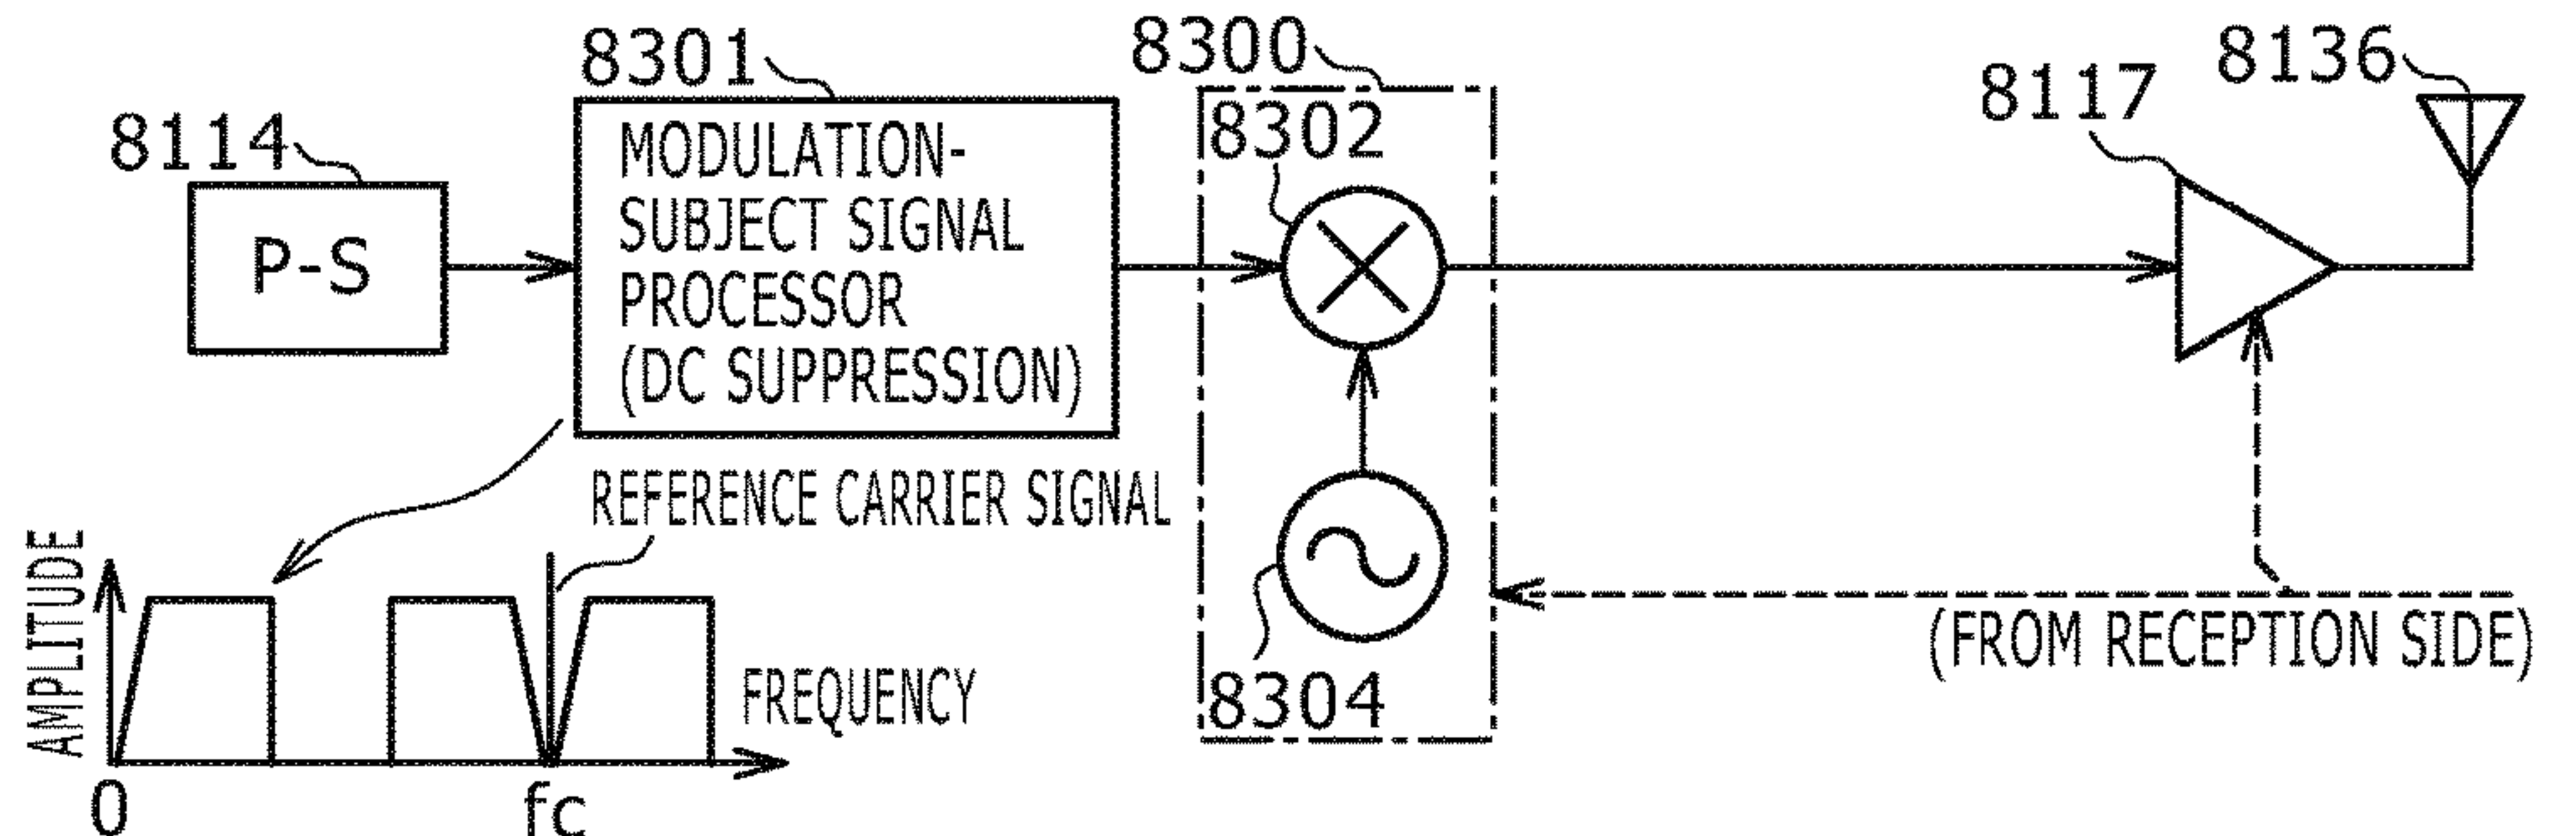 8114
P-S
8301
MODULATION-
SUBJECT SIGNAL
PROCESSOR
(DC SUPPRESSION)
8300
8302
8304
8117
8136
(FROM RECEPTION SIDE)
REFERENCE CARRIER SIGNAL
AMPLITUDE
FREQUENCY
0
fc